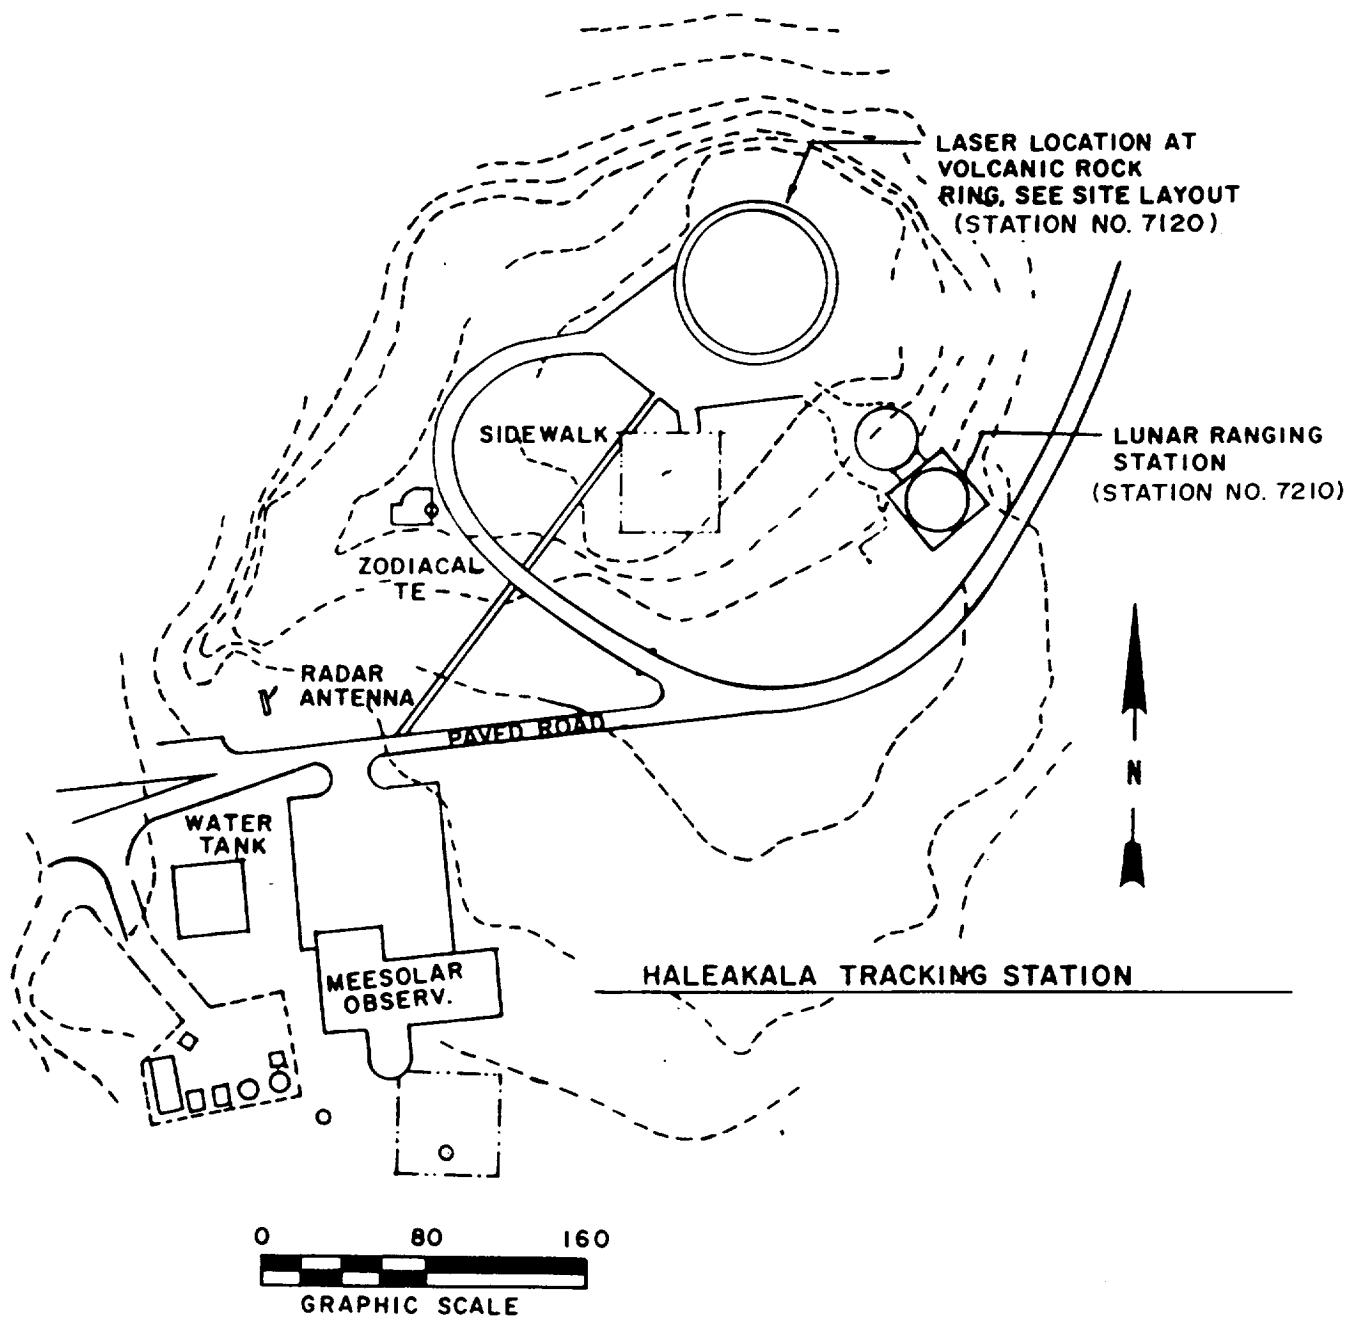 LASER LOCATION AT
VOLCANIC ROCK
RING, SEE SITE LAYOUT
(STATION NO. 7120)
SIDEWALK
LUNAR RANGING
STATION
(STATION NO. 7210)
ZODIACAL
TE
RADAR
ANTENNA
PAVED ROAD
N
WATER
TANK
MEESOLAR
OBSERV.
HALEAKALA TRACKING STATION
0 80 160
GRAPHIC SCALE